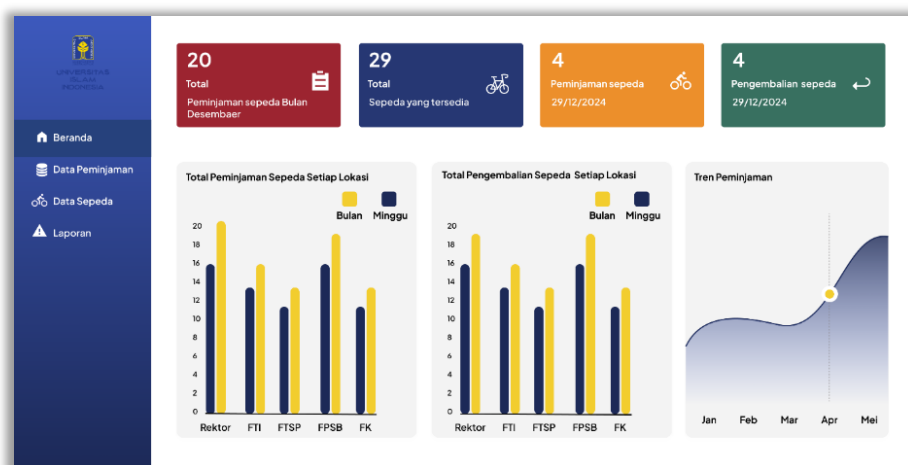 UNIVERSITAS
ISLAM
INDONESIA
Beranda
Data Peminjaman
Data Sepeda
Laporan
20
Total
Peminjaman sepeda Bulan
Desembaer
29
Total
Sepeda yang tersedia
4
Peminjaman sepeda
29/12/2024
4
Pengembalian sepeda
29/12/2024
Total Peminjaman Sepeda Setiap Lokasi
Bulan Minggu
20
18
16
14
12
10
8
6
4
2
0
Rektor FTI FTSP FPSB FK
Total Pengembalian Sepeda Setiap Lokasi
Bulan Minggu
20
18
16
14
12
10
8
6
4
2
0
Rektor FTI FTSP FPSB FK
Tren Peminjaman
Jan Feb Mar Apr Mei